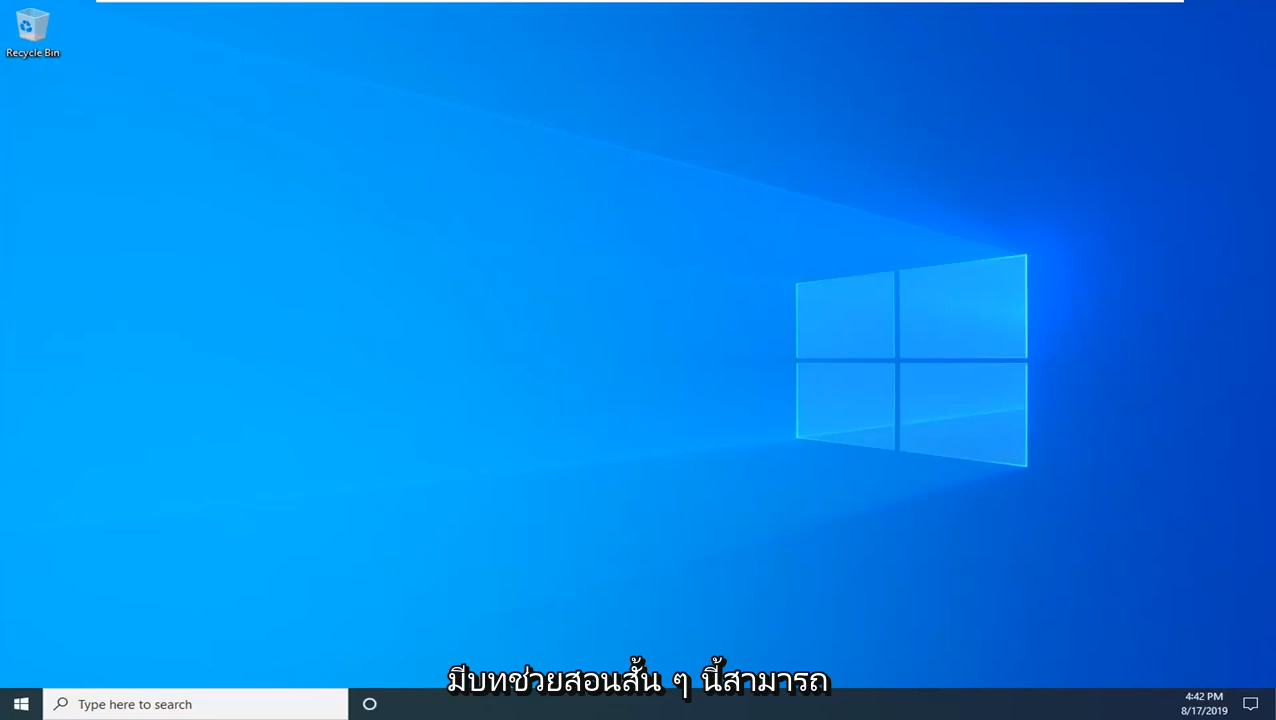 Recycle Bin
มีบทช่วยสอนสั้น ๆ นี้สามารถ
Type here to search
4:42 PM
8/17/2019